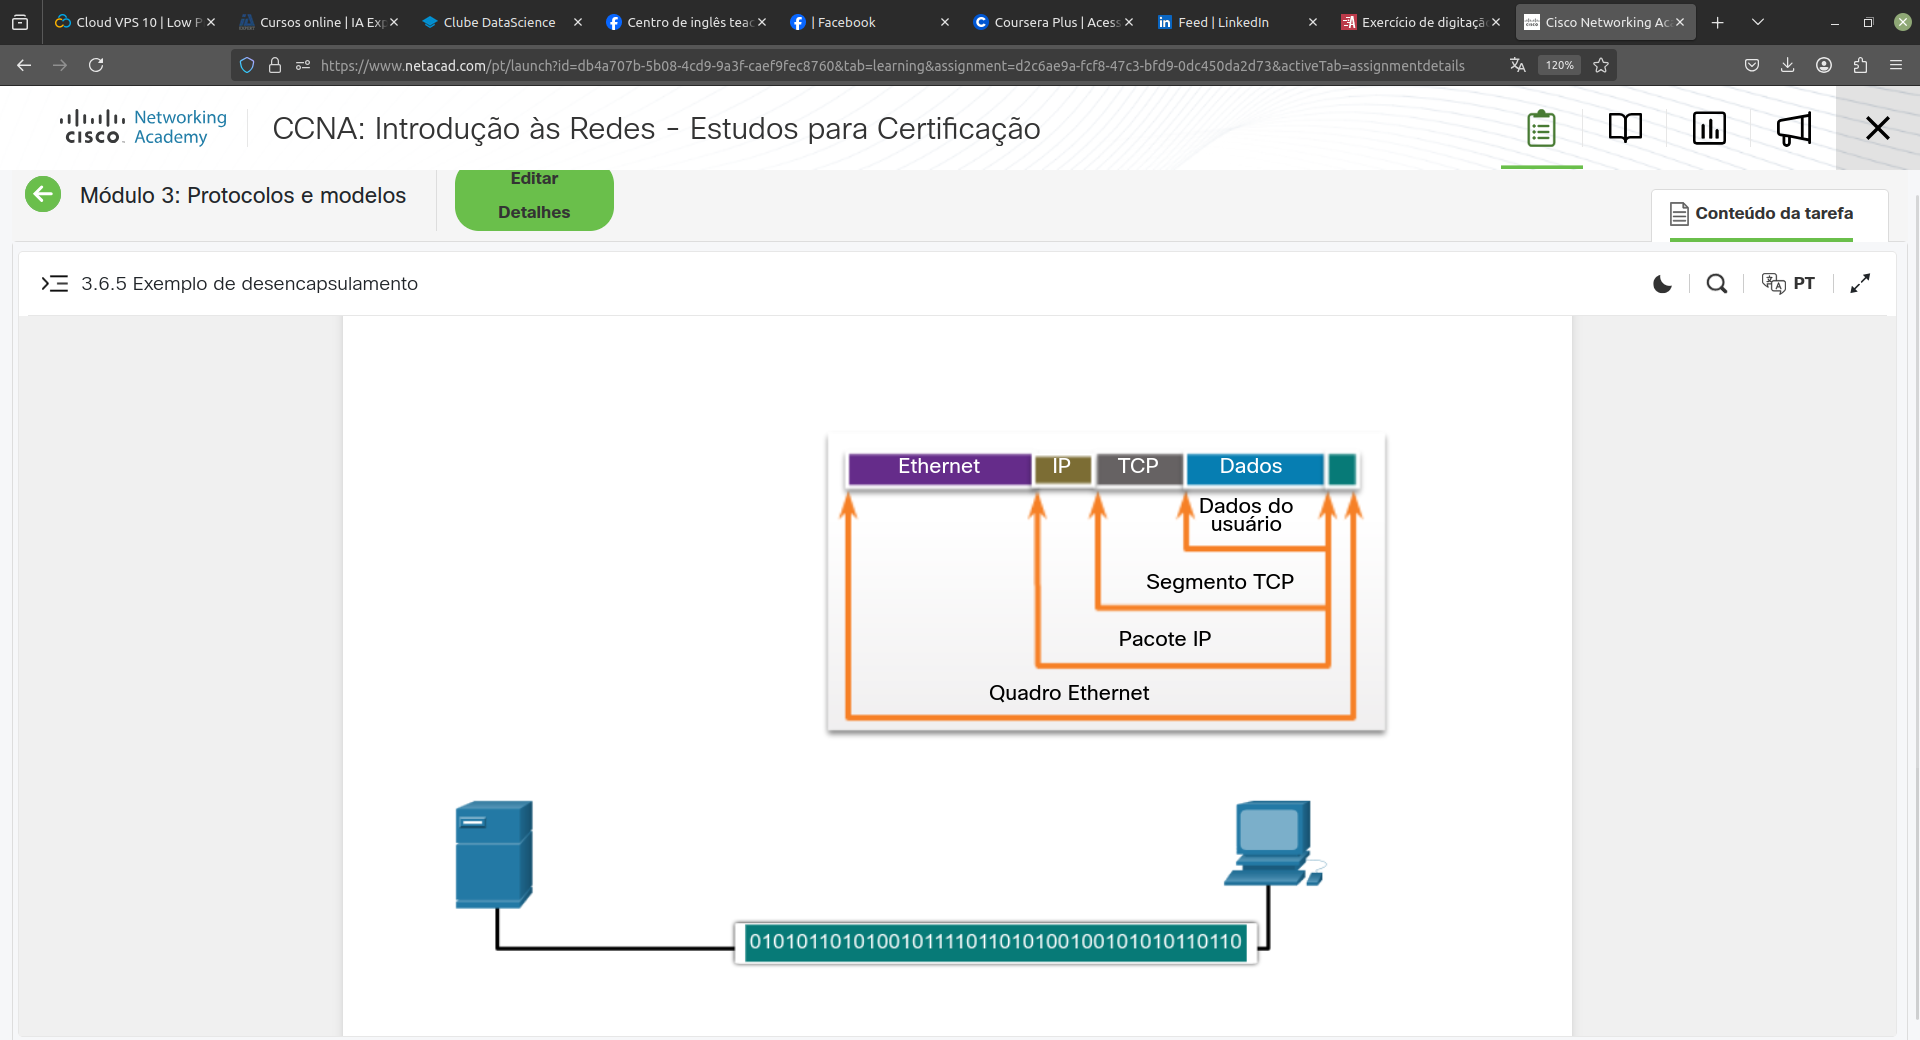 Cloud VPS 10 | Low P
Cursos online | IA Exp
Clube DataScience
Centro de inglês teac
| Facebook
Coursera Plus | Acess
Feed | LinkedIn
Exercício de digitaçã
Cisco Networking Ac
https://www.netacad.com/pt/launch?id=db4a707b-5b08-4cd9-9a3f-caef9fec8760&tab=learning&assignment=d2c6ae9a-fcf8-47c3-bfd9-0dc450da2d73&activeTab=assignmentdetails
120%
CISCO
Networking
Academy
CCNA: Introdução às Redes - Estudos para Certificação
Módulo 3: Protocolos e modelos
Editar
Detalhes
Conteúdo da tarefa
3.6.5 Exemplo de desencapsulamento
PT
Ethernet
IP
TCP
Dados
Dados do
usuário
Segmento TCP
Pacote IP
Quadro Ethernet
010101101010010111101101010010010101​0110110